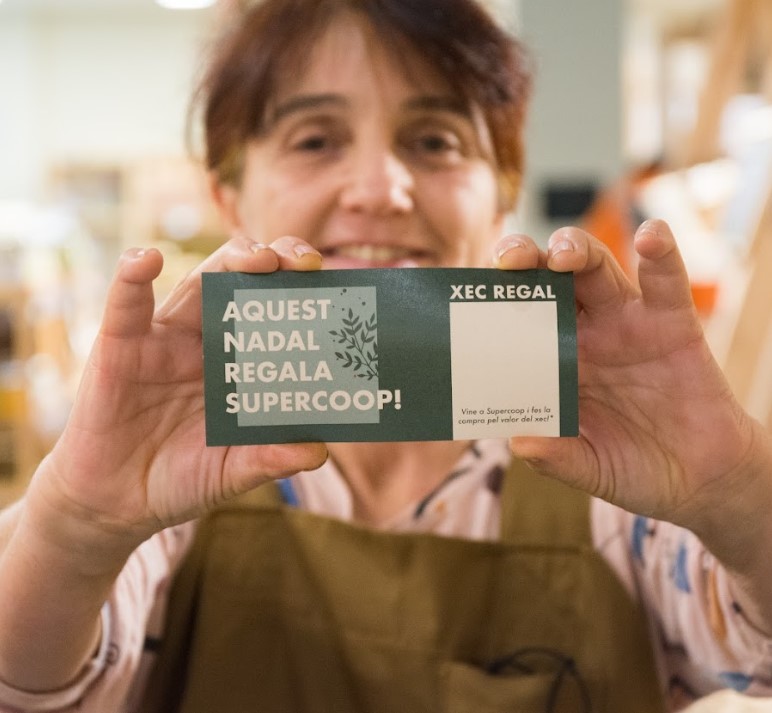 AQUEST
NADAL
REGALA
SUPERCOOP!
XEC REGAL
Vine a Supercoop i fes la
compra pel valor del xec!*